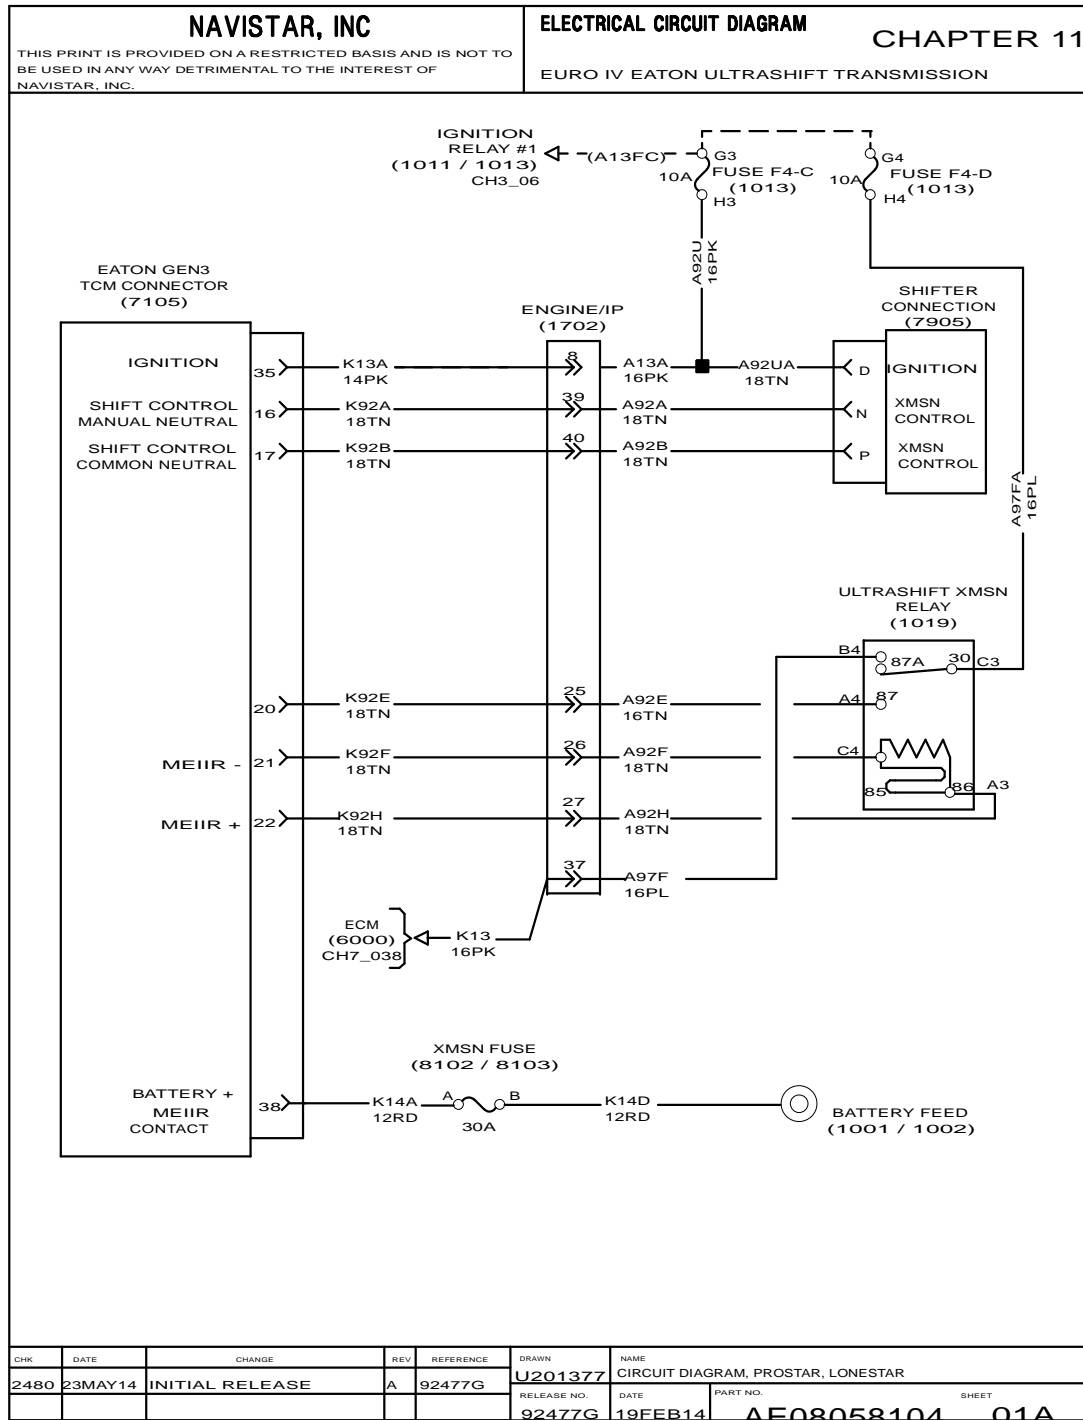 NAVISTAR, INC
THIS PRINT IS PROVIDED ON A RESTRICTED BASIS AND IS NOT TO
BE USED IN ANY WAY DETRIMENTAL TO THE INTEREST OF
NAVISTAR, INC.
ELECTRICAL CIRCUIT DIAGRAM
CHAPTER 11
EURO IV EATON ULTRASHIFT TRANSMISSION
IGNITION
RELAY #1
(1011 / 1013)
CH3_06
(A13FC)
G3
FUSE F4-C
10A
(1013)
H3
G4
FUSE F4-D
10A
(1013)
H4
A92U
16PK
EATON GEN3
TCM CONNECTOR
(7105)
ENGINE/IP
(1702)
SHIFTER
CONNECTION
(7905)
IGNITION
35
K13A
14PK
8
A13A
16PK
A92UA
18TN
D
IGNITION
SHIFT CONTROL
MANUAL NEUTRAL
16
K92A
18TN
39
A92A
18TN
N
XMSN
CONTROL
SHIFT CONTROL
COMMON NEUTRAL
17
K92B
18TN
40
A92B
18TN
P
XMSN
CONTROL
A97FA
16PL
ULTRASHIFT XMSN
RELAY
(1019)
B4
87A
30
C3
20
K92E
18TN
25
A92E
16TN
A4
87
MEIIR -
21
K92F
18TN
26
A92F
18TN
C4
85
86
A3
MEIIR +
22
K92H
18TN
27
A92H
18TN
37
A97F
16PL
ECM
(6000)
CH7_038
K13
16PK
XMSN FUSE
(8102 / 8103)
BATTERY +
MEIIR
CONTACT
38
K14A
12RD
A
B
30A
K14D
12RD
BATTERY FEED
(1001 / 1002)
CHK DATE CHANGE REV REFERENCE
2480 23MAY14 INITIAL RELEASE A 92477G
DRAWN
U201377
NAME
CIRCUIT DIAGRAM, PROSTAR, LONESTAR
RELEASE NO.
92477G
DATE
19FEB14
PART NO.
AE08058104
SHEET
01A